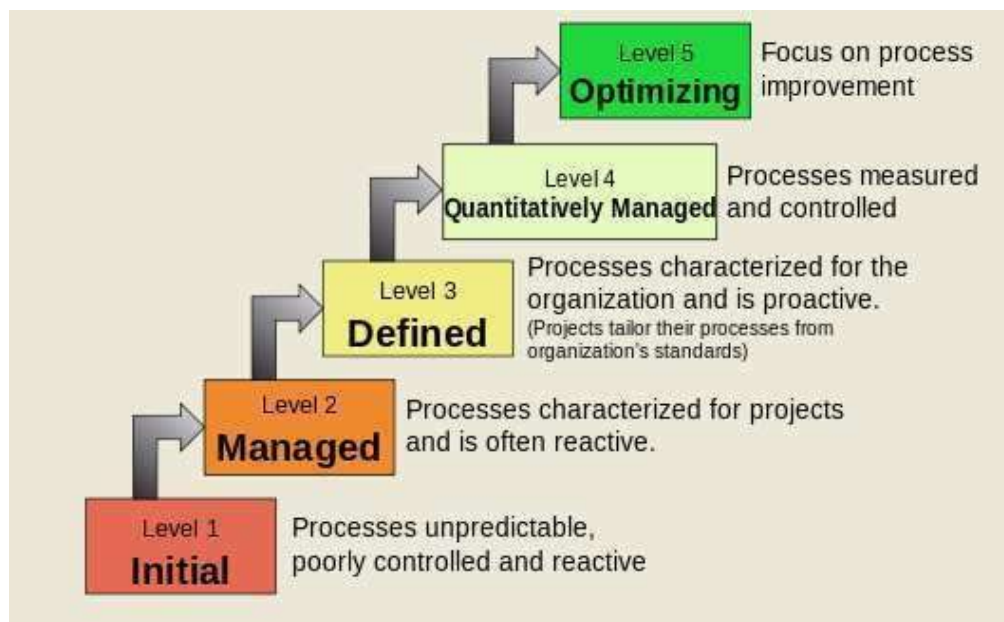 Level 5
Optimizing
Focus on process
improvement
Level 4
Quantitatively Managed
Processes measured
and controlled
Level 3
Defined
Processes characterized for the
organization and is proactive.
(Projects tailor their processes from
organization's standards)
Level 2
Managed
Processes characterized for projects
and is often reactive.
Level 1
Initial
Processes unpredictable,
poorly controlled and reactive